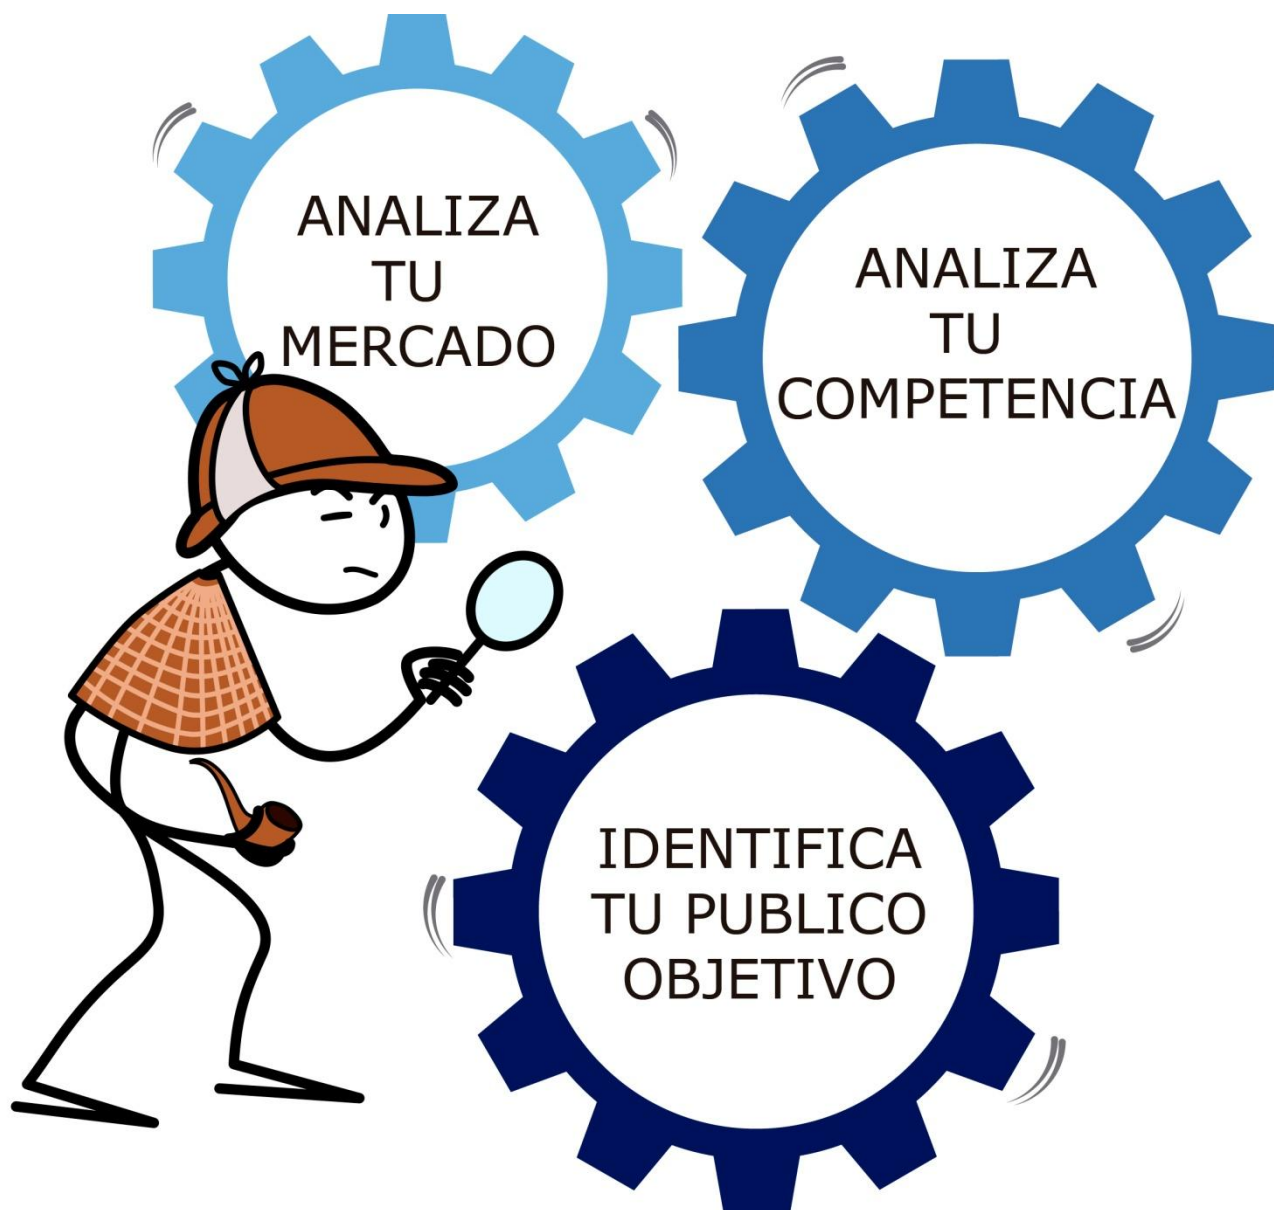 ANALIZA
TU
MERCADO
ANALIZA
TU
COMPETENCIA
IDENTIFICA
TU PUBLICO
OBJETIVO